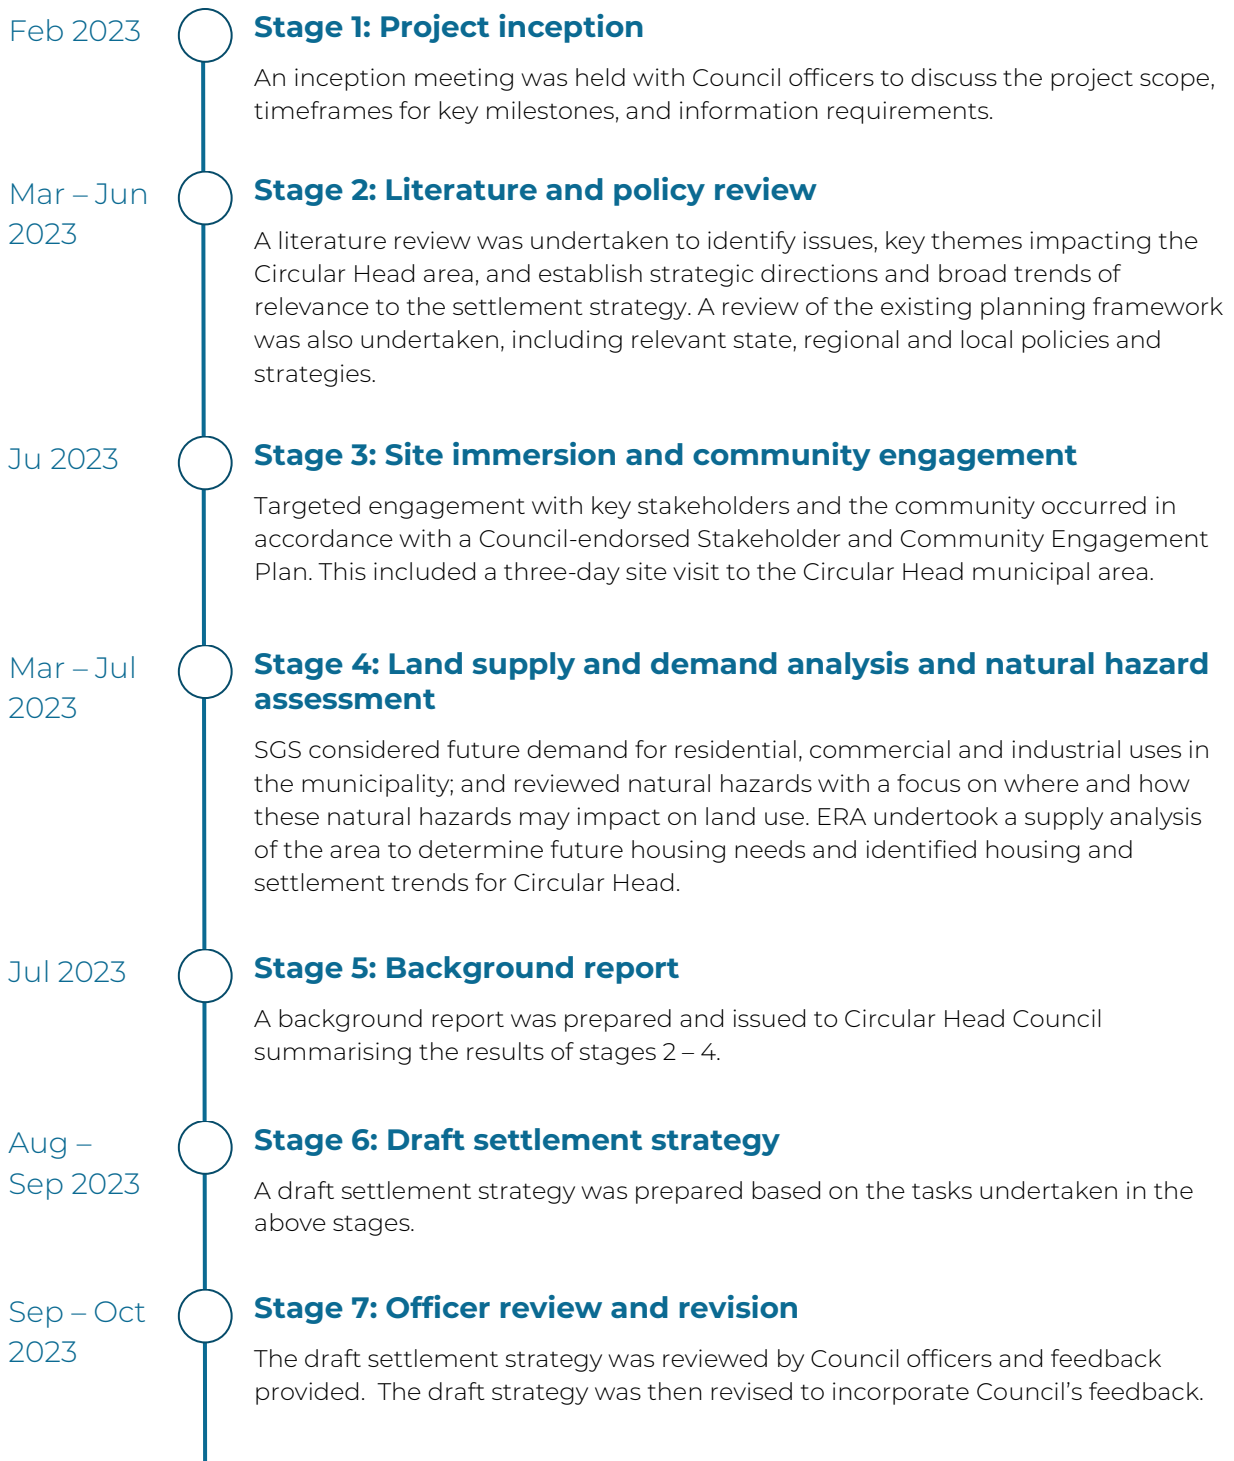 Feb 2023
Stage 1: Project inception
An inception meeting was held with Council officers to discuss the project scope,
timeframes for key milestones, and information requirements.
Mar – Jun
2023
Stage 2: Literature and policy review
A literature review was undertaken to identify issues, key themes impacting the
Circular Head area, and establish strategic directions and broad trends of
relevance to the settlement strategy. A review of the existing planning framework
was also undertaken, including relevant state, regional and local policies and
strategies.
Ju 2023
Stage 3: Site immersion and community engagement
Targeted engagement with key stakeholders and the community occurred in
accordance with a Council-endorsed Stakeholder and Community Engagement
Plan. This included a three-day site visit to the Circular Head municipal area.
Mar – Jul
2023
Stage 4: Land supply and demand analysis and natural hazard
assessment
SGS considered future demand for residential, commercial and industrial uses in
the municipality; and reviewed natural hazards with a focus on where and how
these natural hazards may impact on land use. ERA undertook a supply analysis
of the area to determine future housing needs and identified housing and
settlement trends for Circular Head.
Jul 2023
Stage 5: Background report
A background report was prepared and issued to Circular Head Council
summarising the results of stages 2 – 4.
Aug –
Sep 2023
Stage 6: Draft settlement strategy
A draft settlement strategy was prepared based on the tasks undertaken in the
above stages.
Sep – Oct
2023
Stage 7: Officer review and revision
The draft settlement strategy was reviewed by Council officers and feedback
provided.  The draft strategy was then revised to incorporate Council’s feedback.